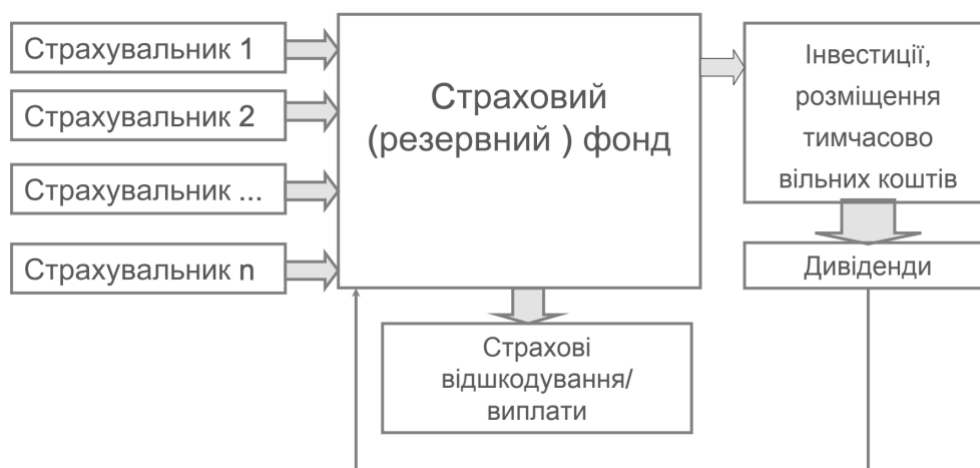 Страхувальник 1
Страхувальник 2
Страхувальник ...
Страхувальник n
Страховий
(резервний ) фонд
Інвестиції,
розміщення
тимчасово
вільних коштів
Дивіденди
Страхові
відшкодування/
виплати